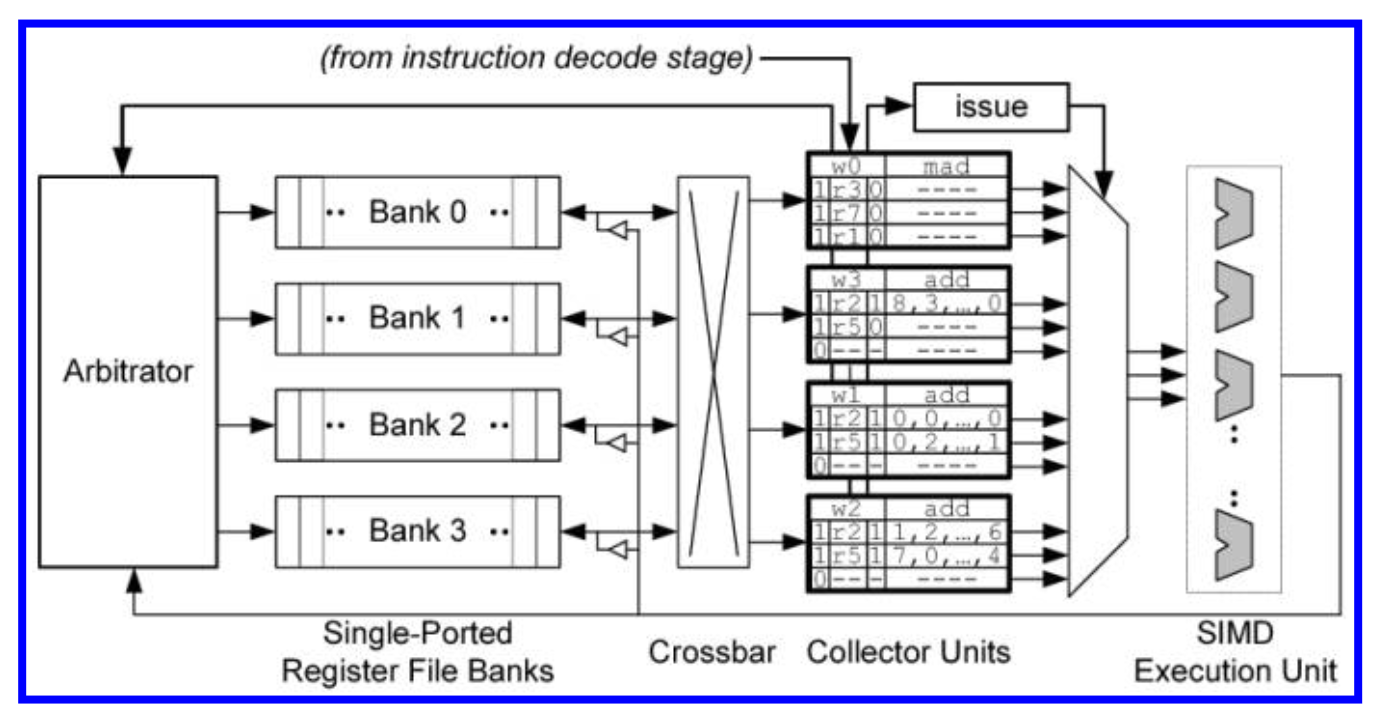 (from instruction decode stage)
issue
Arbitrator
.. Bank 0 ..
.. Bank 1 ..
.. Bank 2 ..
.. Bank 3 ..
w0 mad
1 r3 0 ----
1 r7 0 ----
1 r1 0 ----
w3 add
1 r2 1 8,3,…,0
1 r5 0 ----
0 -- - ----
w1 add
1 r2 1 0,0,…,0
1 r5 1 0,2,…,1
0 -- - ----
w2 add
1 r2 1 1,2,…,6
1 r5 1 7,0,…,4
0 -- - ----
Single-Ported
Register File Banks
Crossbar
Collector Units
SIMD
Execution Unit